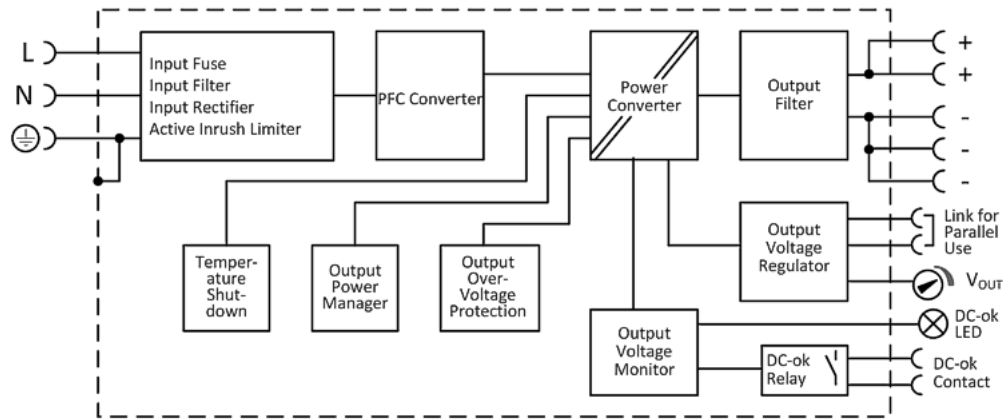 L
N
Input Fuse
Input Filter
Input Rectifier
Active Inrush Limiter
PFC Converter
Power
Converter
Output
Filter
+
+
-
-
-
Temper-
ature
Shut-
down
Output
Power
Manager
Output
Over-
Voltage
Protection
Output
Voltage
Regulator
Link for
Parallel
Use
VOUT
Output
Voltage
Monitor
DC-ok
LED
DC-ok
Relay
DC-ok
Contact